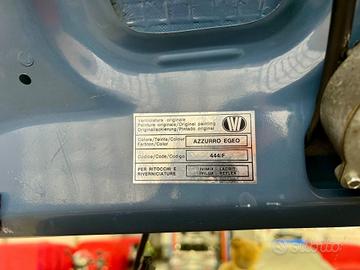 Verniciatura originale
Peinture originale/Original painting
Originallackierung/Pintado original
Colore/Teinte/Colour
Farbton/Color
AZZURRO EGEO
Codice/Code/Codigo
444/F
PER RITOCCHI E
RIVERNICIATURE
subito